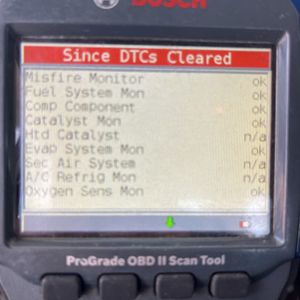 BOSCH
Since DTCs Cleared
Misfire Monitor ok
Fuel System Mon ok
Comp Component ok
Catalyst Mon ok
Htd Catalyst n/a
Evap System Mon ok
Sec Air System n/a
A/C Refrig Mon n/a
Oxygen Sens Mon ok
ProGrade OBD II Scan Tool